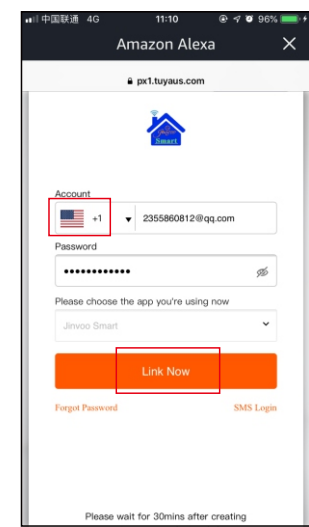 中国联通 4G 11:10 96%
Amazon Alexa
px1.tuyaus.com
Smart
Account
+1 2355860812@qq.com
Password
Please choose the app you're using now
Jinvoo Smart
Link Now
Forgot Password SMS Login
Please wait for 30mins after creating